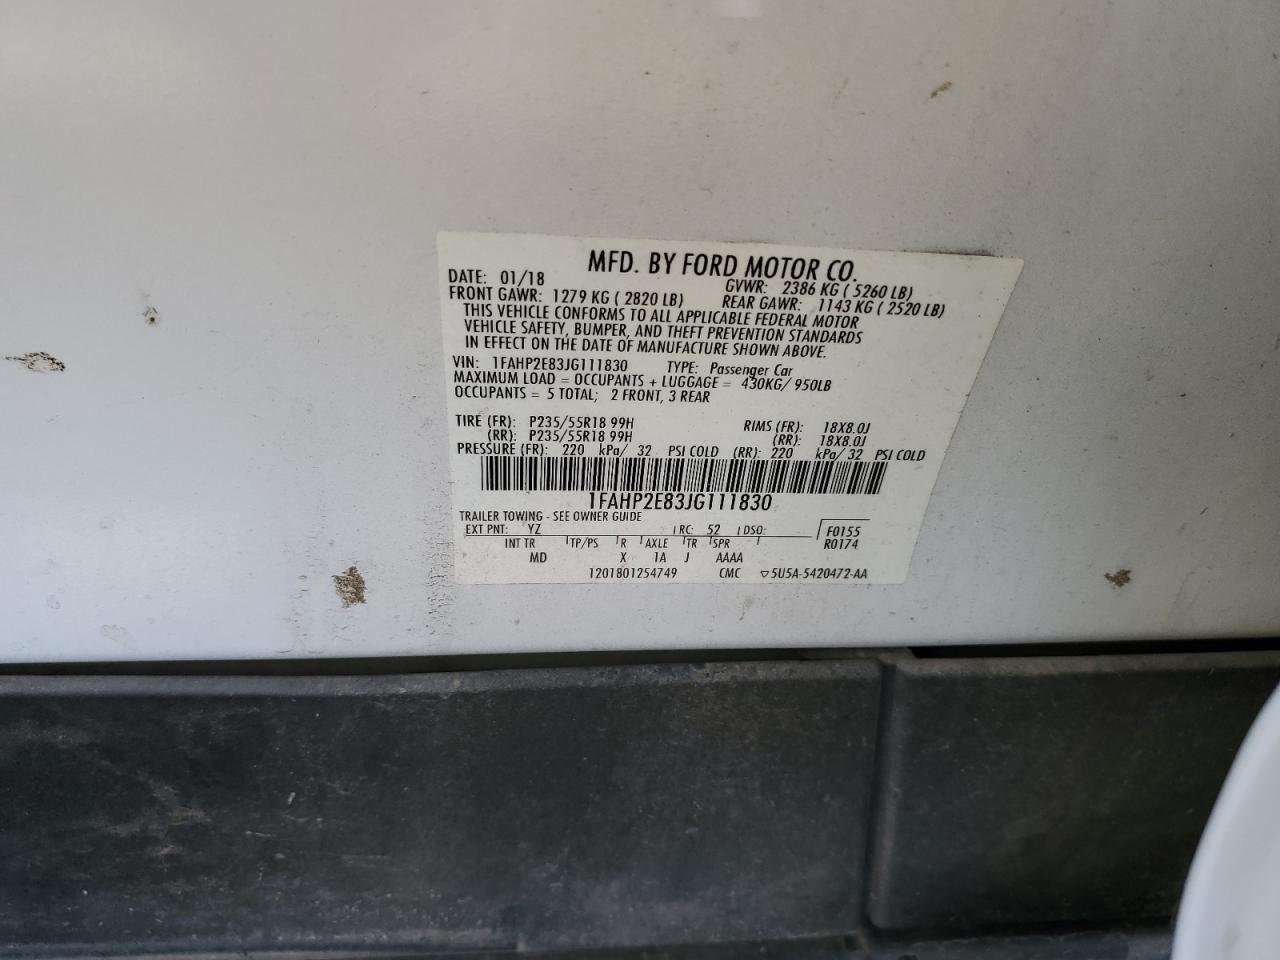 MFD. BY FORD MOTOR CO.
DATE: 01/18 GVWR: 2386 KG ( 5260 LB)
FRONT GAWR: 1279 KG ( 2820 LB) REAR GAWR: 1143 KG ( 2520 LB)
THIS VEHICLE CONFORMS TO ALL APPLICABLE FEDERAL MOTOR
VEHICLE SAFETY, BUMPER, AND THEFT PREVENTION STANDARDS
IN EFFECT ON THE DATE OF MANUFACTURE SHOWN ABOVE.
VIN: 1FAHP2E83JG111830 TYPE: Passenger Car
MAXIMUM LOAD = OCCUPANTS + LUGGAGE = 430KG/ 950LB
OCCUPANTS = 5 TOTAL; 2 FRONT, 3 REAR
TIRE (FR): P235/55R18 99H RIMS (FR): 18X8.0J
(RR): P235/55R18 99H (RR): 18X8.0J
PRESSURE (FR): 220 kPa/ 32 PSI COLD (RR): 220 kPa/ 32 PSI COLD
1FAHP2E83JG111830
TRAILER TOWING - SEE OWNER GUIDE
EXT PNT: YZ RC: 52 DSO: F0155
INT TR TP/PS R AXLE TR SPR R0174
MD X 1A J AAAA
1201801254749 CMC ▽5U5A-5420472-AA